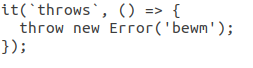 it(`throws`, () => {
  throw new Error('bewm');
});